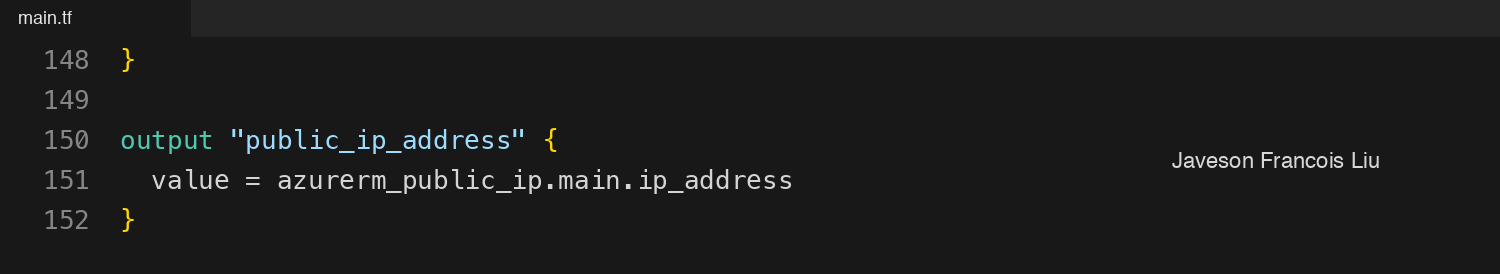 main.tf
148 }
149
150 output "public_ip_address" {
151   value = azurerm_public_ip.main.ip_address
Javeson Francois Liu
152 }